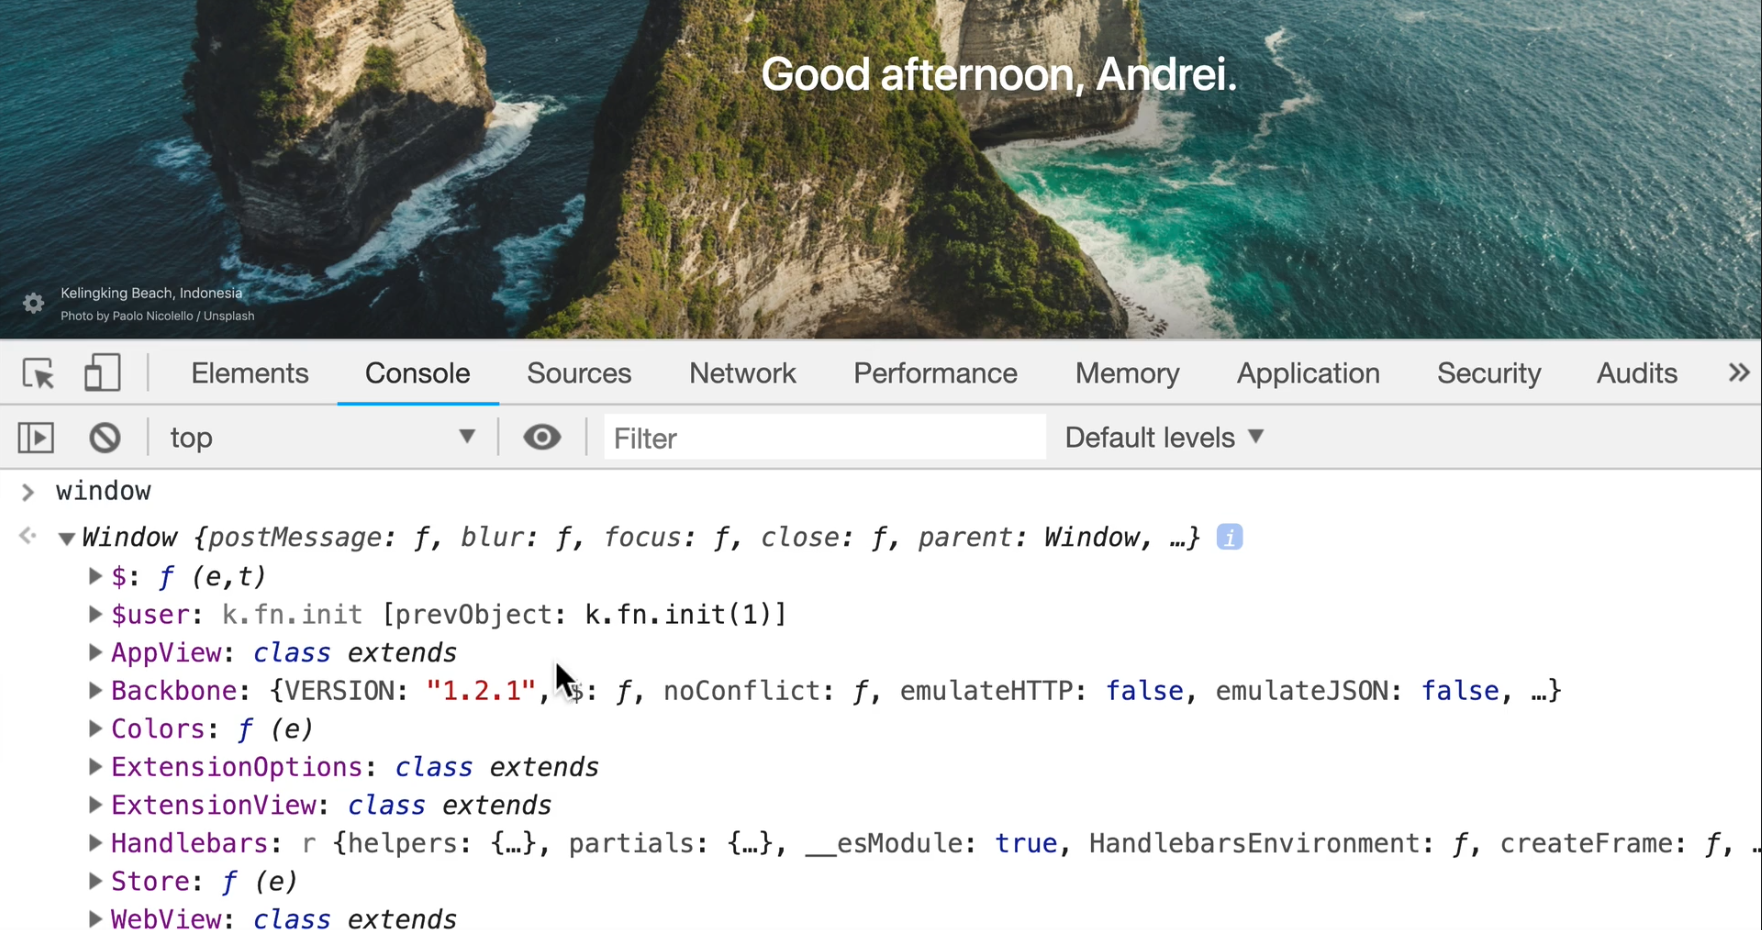 Good afternoon, Andrei.
Kelingking Beach, Indonesia
Photo by Paolo Nicolello / Unsplash
Elements Console Sources Network Performance Memory Application Security Audits »
top ▼ Filter Default levels ▼
> window
▼Window {postMessage: ƒ, blur: ƒ, focus: ƒ, close: ƒ, parent: Window, …} i
▶$: ƒ (e,t)
▶$user: k.fn.init [prevObject: k.fn.init(1)]
▶AppView: class extends
▶Backbone: {VERSION: "1.2.1", $: ƒ, noConflict: ƒ, emulateHTTP: false, emulateJSON: false, …}
▶Colors: ƒ (e)
▶ExtensionOptions: class extends
▶ExtensionView: class extends
▶Handlebars: r {helpers: {…}, partials: {…}, __esModule: true, HandlebarsEnvironment: ƒ, createFrame: ƒ, …
▶Store: ƒ (e)
▶WebView: class extends